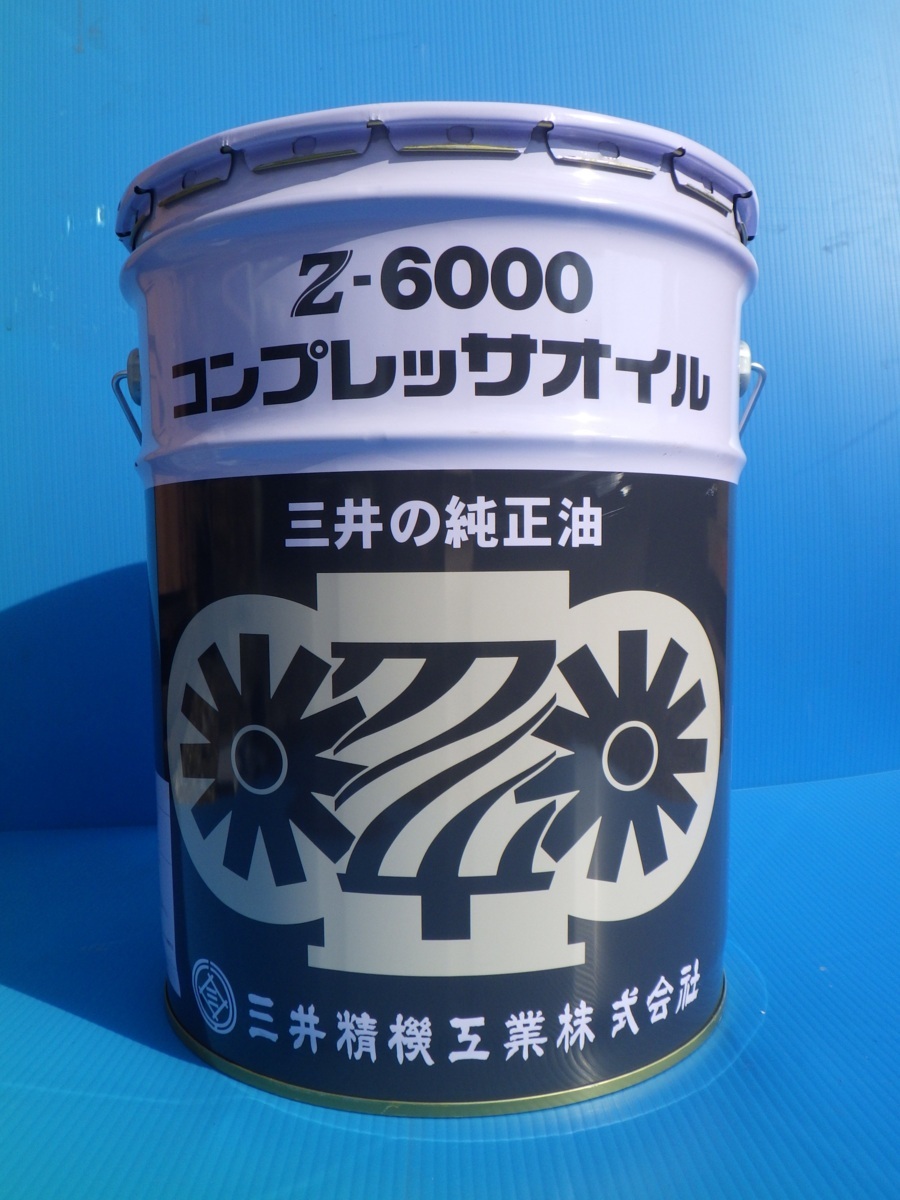 Z-6000
コンプレッサオイル
三井の純正油
三井精機工業株式会社